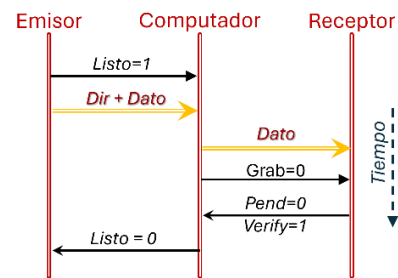 Emisor Computador Receptor
Listo=1
Dir + Dato
Dato
Grab=0
Pend=0
Verify=1
Listo = 0
Tiempo